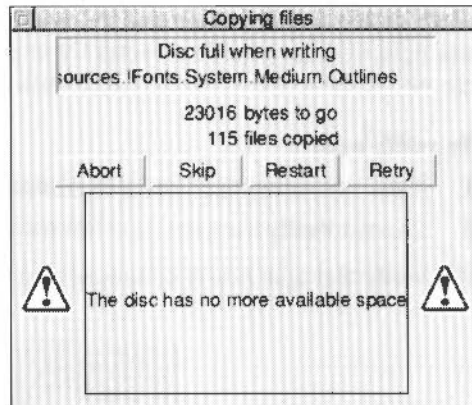 Copying files
Disc full when writing
sources.!Fonts.System.Medium.Outlines
23016 bytes to go
115 files copied
Abort Skip Restart Retry
The disc has no more available space